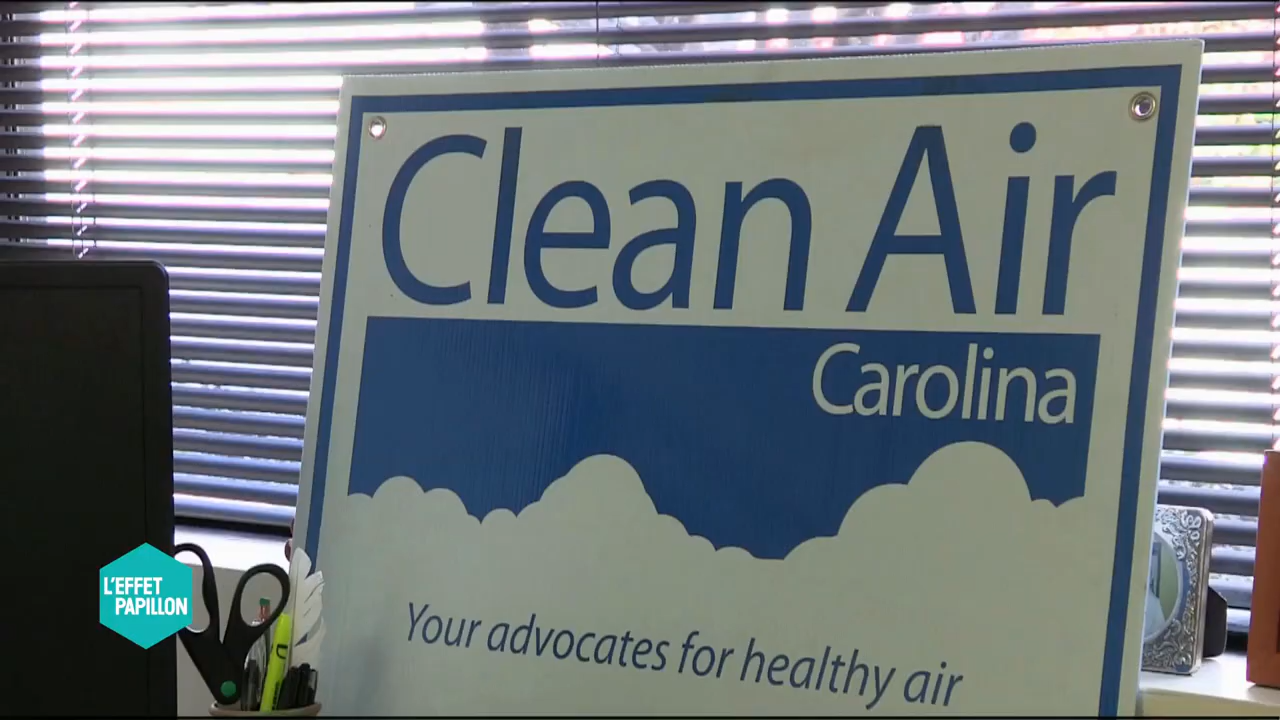 Clean Air
Carolina
Your advocates for healthy air
L'EFFET
PAPILLON